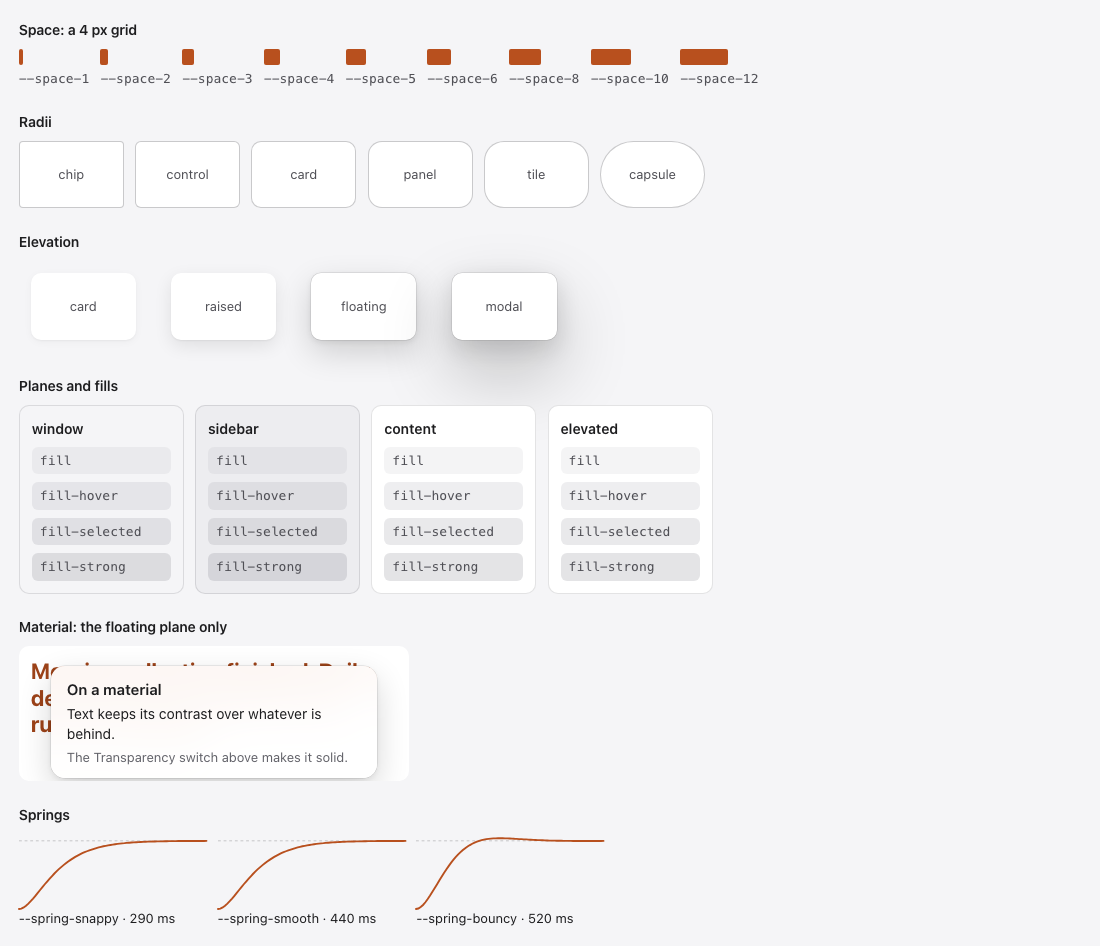 Space: a 4 px grid
--space-1 --space-2 --space-3 --space-4 --space-5 --space-6 --space-8 --space-10 --space-12
Radii
chip control card panel tile capsule
Elevation
card raised floating modal
Planes and fills
window sidebar content elevated
fill fill fill fill
fill-hover fill-hover fill-hover fill-hover
fill-selected fill-selected fill-selected fill-selected
fill-strong fill-strong fill-strong fill-strong
Material: the floating plane only
On a material
Text keeps its contrast over whatever is
behind.
The Transparency switch above makes it solid.
Springs
--spring-snappy · 290 ms --spring-smooth · 440 ms --spring-bouncy · 520 ms